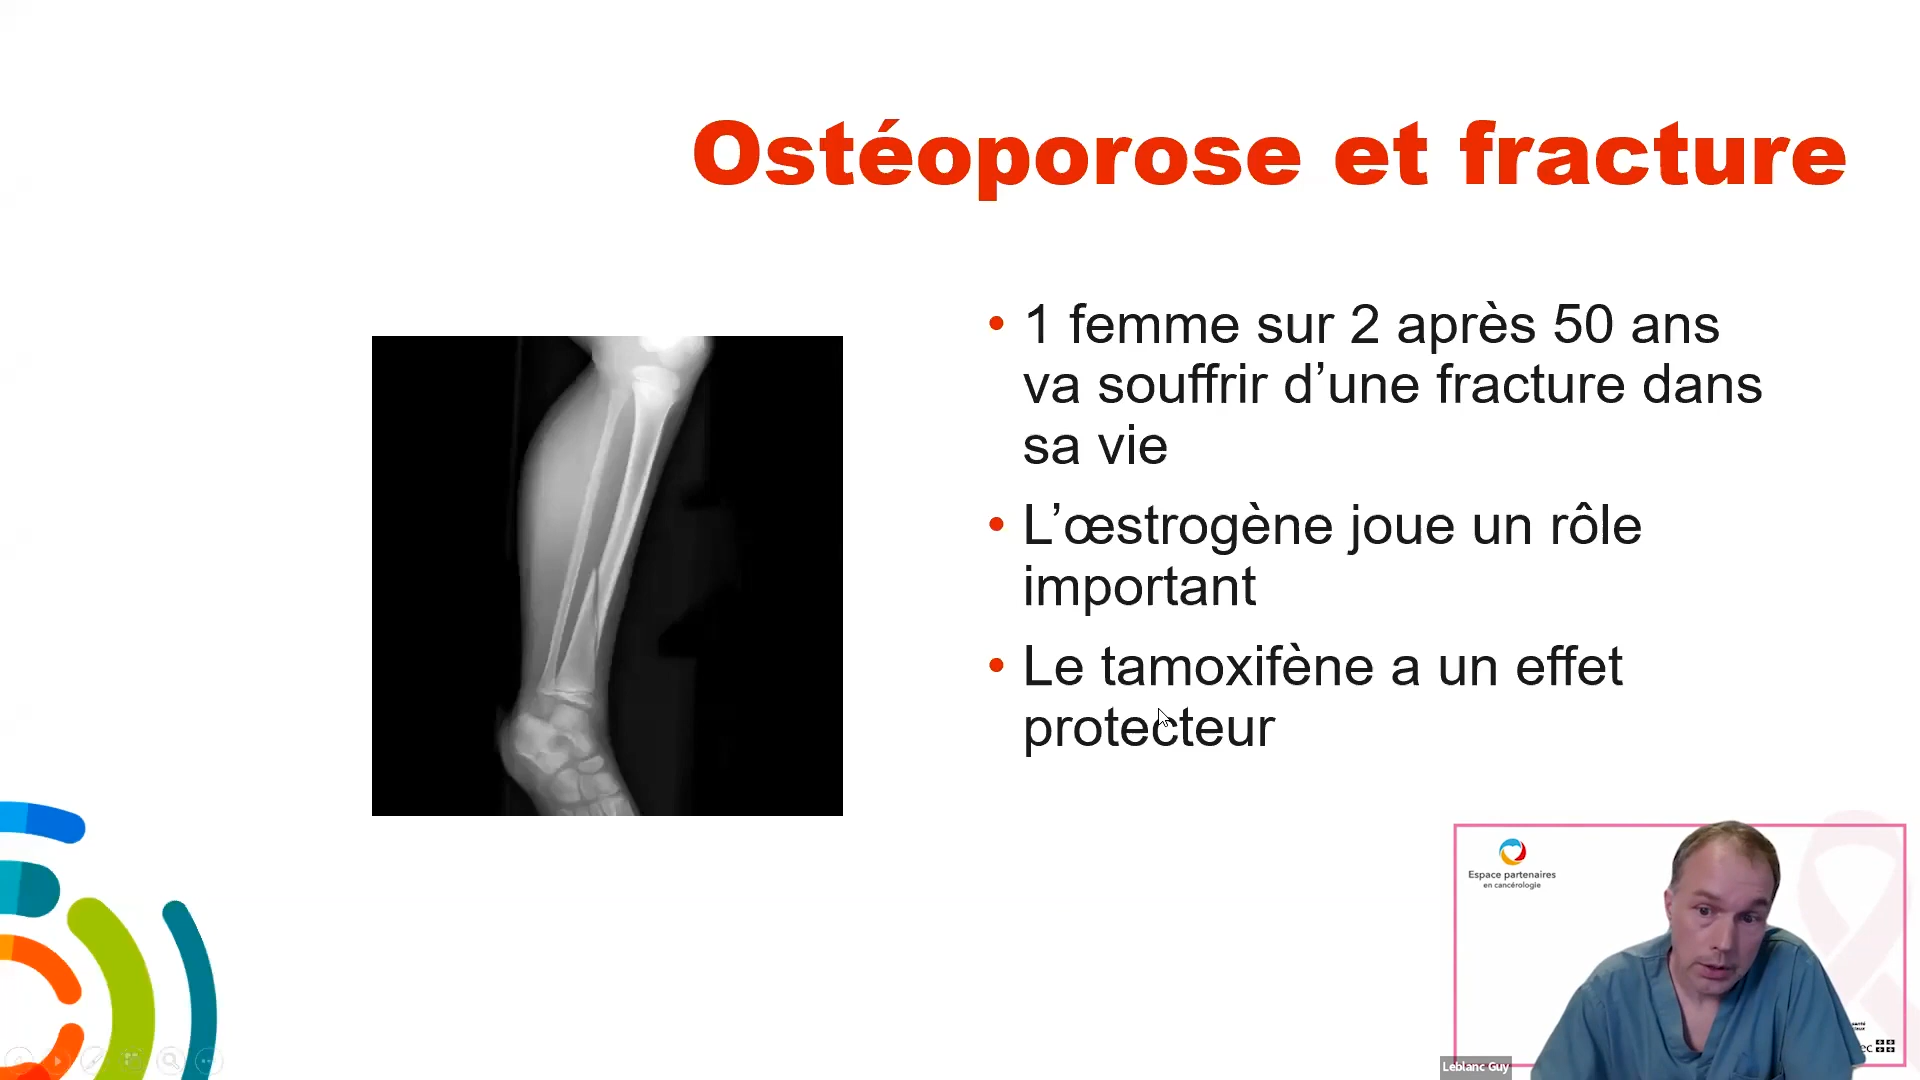 Ostéoporose et fracture
• 1 femme sur 2 après 50 ans
va souffrir d’une fracture dans
sa vie
• L’œstrogène joue un rôle
important
• Le tamoxifène a un effet
protecteur
Espace partenaires
en cancérologie
Leblanc Guy